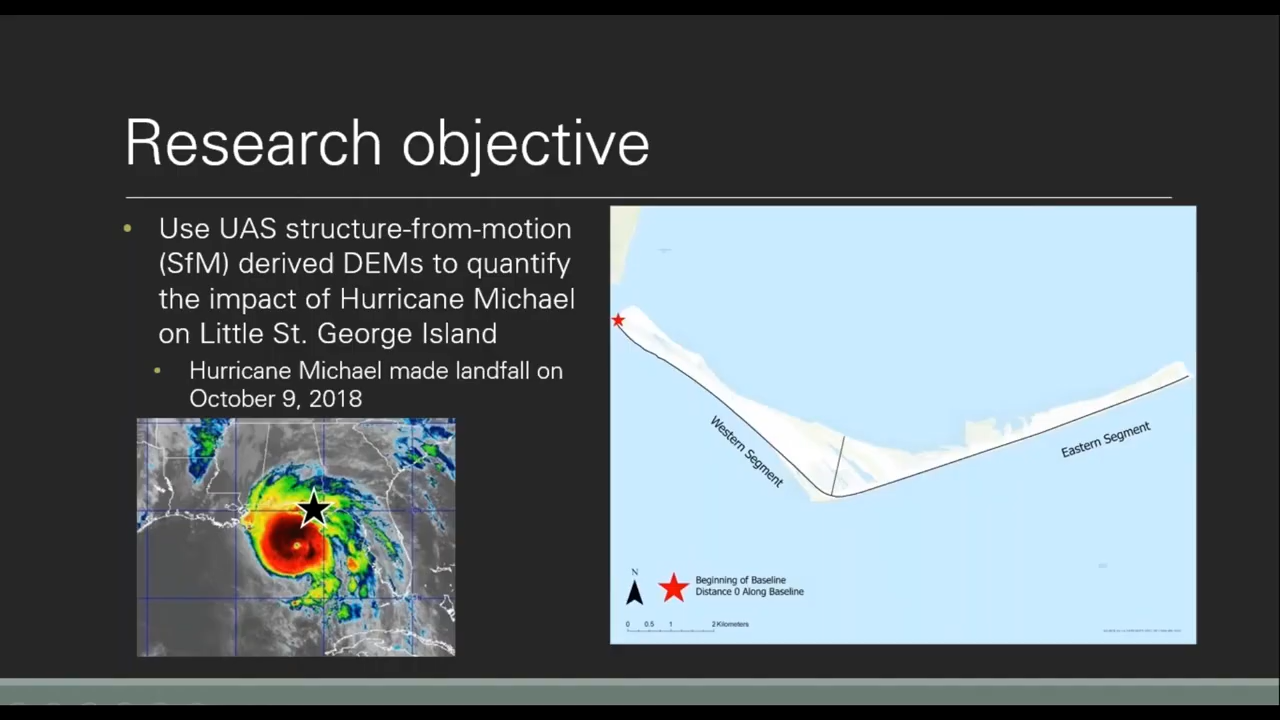 Research objective
• Use UAS structure-from-motion
(SfM) derived DEMs to quantify
the impact of Hurricane Michael
on Little St. George Island
• Hurricane Michael made landfall on
October 9, 2018
Western Segment
Eastern Segment
N
Beginning of Baseline
Distance 0 Along Baseline
0 0.5 1 2 Kilometers